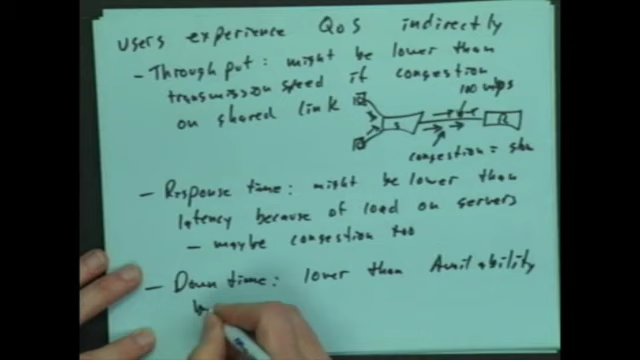 Users experience QoS indirectly
- Throughput: might be lower than
transmission speed if congestion
on shared link
100 mbps
S
R
congestion = slow
- Response time: might be lower than
latency because of load on servers
- maybe congestion too
- Down time: lower than Availability
b